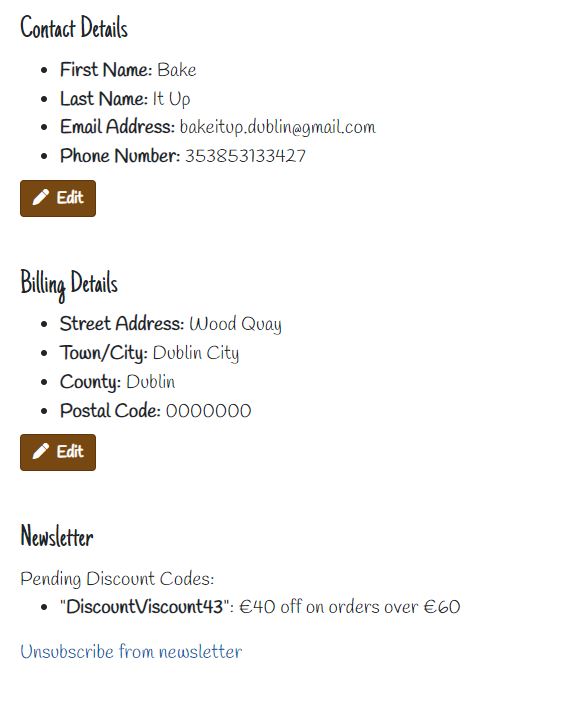 Contact Details
First Name: Bake
Last Name: It Up
Email Address: bakeitup.dublin@gmail.com
Phone Number: 353853133427
Edit
Billing Details
Street Address: Wood Quay
Town/City: Dublin City
County: Dublin
Postal Code: 0000000
Edit
Newsletter
Pending Discount Codes:
"DiscountViscount43": €40 off on orders over €60
Unsubscribe from newsletter